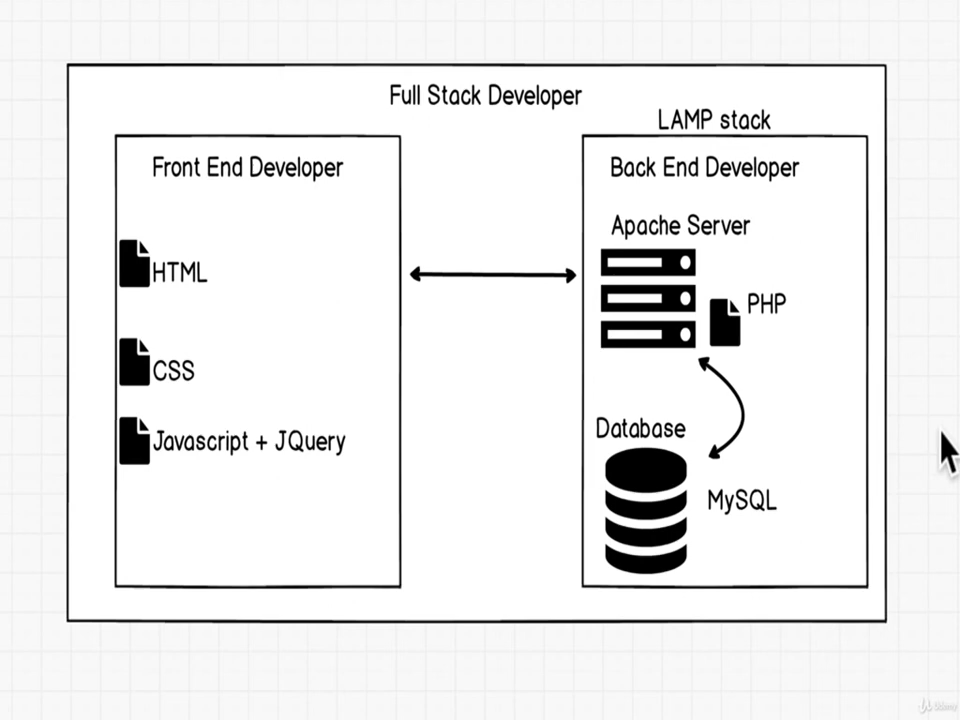 Full Stack Developer
LAMP stack
Front End Developer
HTML
CSS
Javascript + JQuery
Back End Developer
Apache Server
PHP
Database
MySQL
Udemy